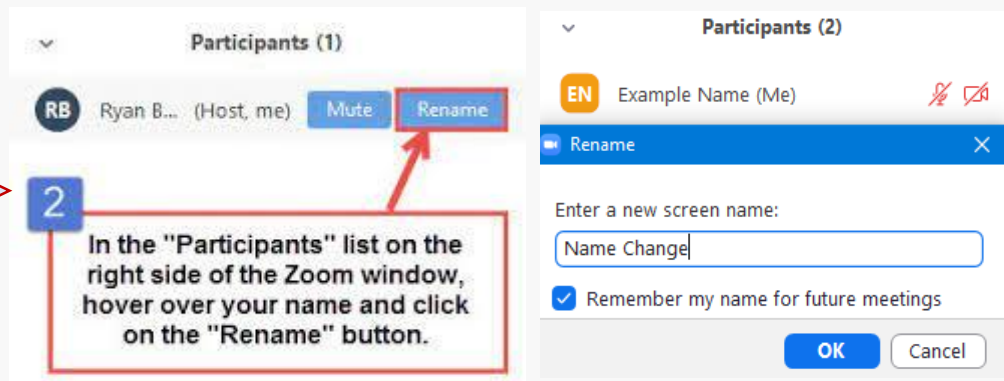 Participants (1)
RB Ryan B... (Host, me) Mute Rename
2
In the "Participants" list on the
right side of the Zoom window,
hover over your name and click
on the "Rename" button.
Participants (2)
EN Example Name (Me)
Rename
Enter a new screen name:
Name Change
Remember my name for future meetings
OK Cancel